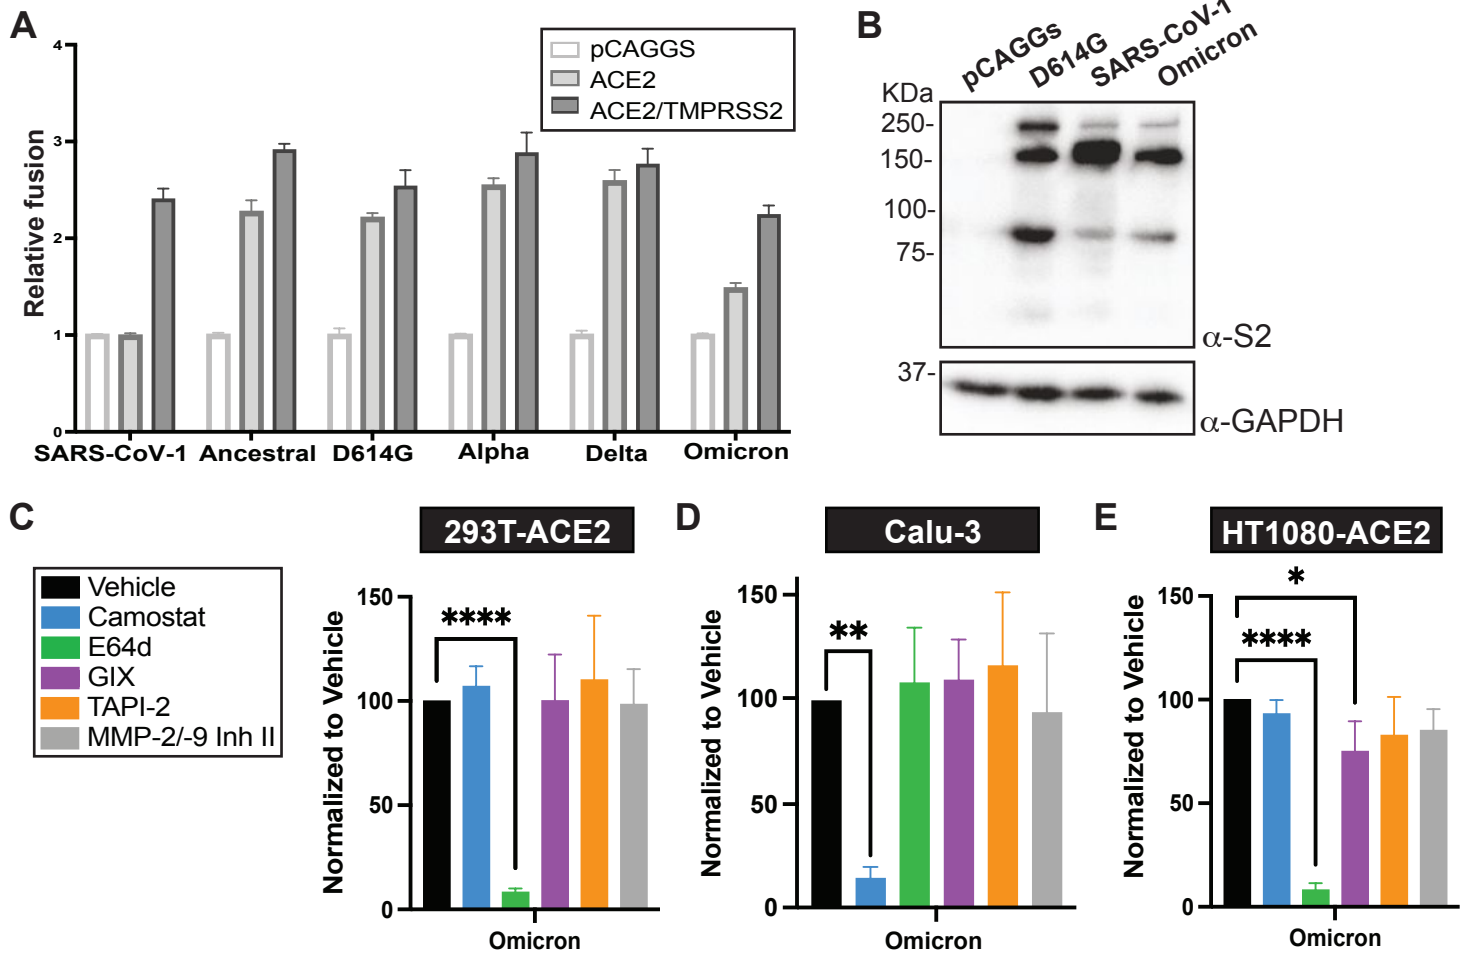 A
Relative fusion
4
3
2
1
0
pCAGGS
ACE2
ACE2/TMPRSS2
SARS-CoV-1 Ancestral D614G Alpha Delta Omicron
B
pCAGGs D614G SARS-CoV-1 Omicron
KDa
250-
150-
100-
75-
α-S2
37-
α-GAPDH
C
Vehicle
Camostat
E64d
GIX
TAPI-2
MMP-2/-9 Inh II
293T-ACE2
Normalized to Vehicle
150
100
50
0
****
Omicron
D
Calu-3
Normalized to Vehicle
150
100
50
0
**
Omicron
E
HT1080-ACE2
Normalized to Vehicle
150
100
50
0
*
****
Omicron